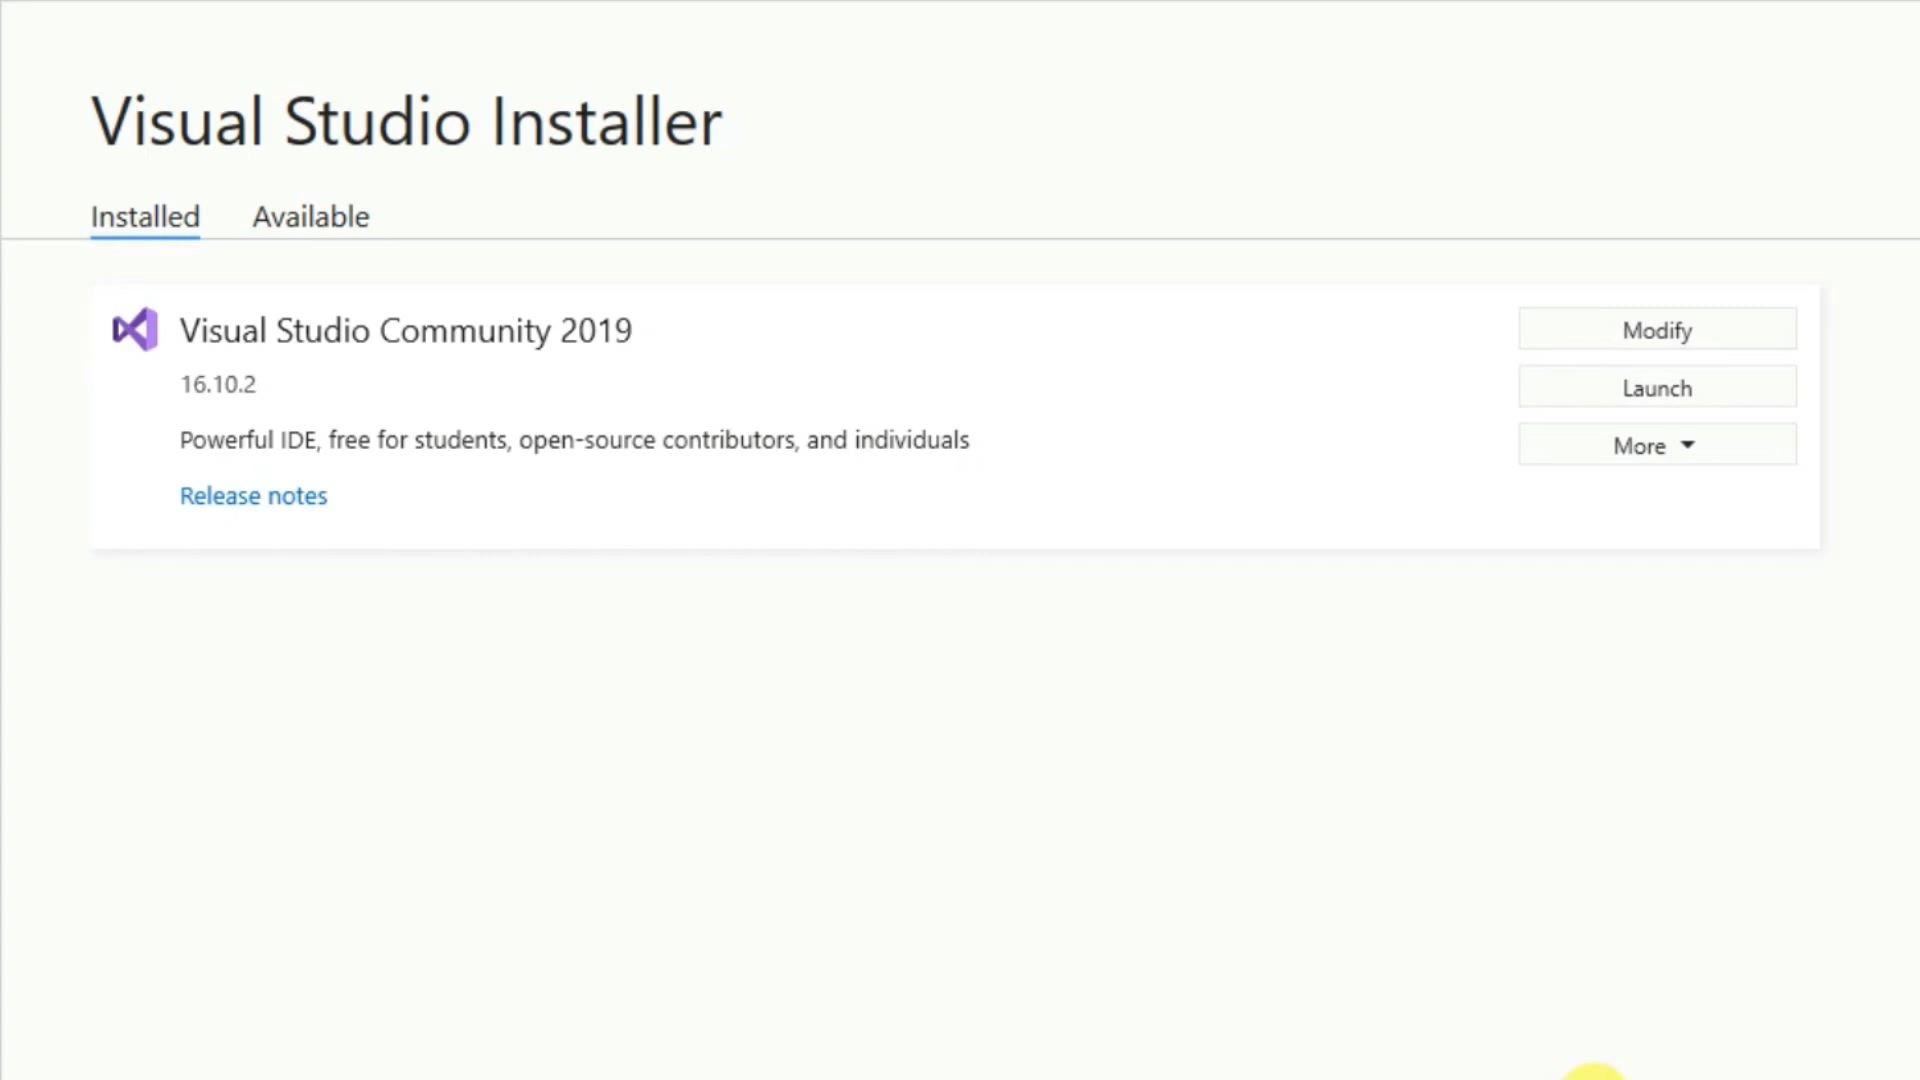 Visual Studio Installer
Installed Available
Visual Studio Community 2019
16.10.2
Powerful IDE, free for students, open-source contributors, and individuals
Release notes
Modify
Launch
More